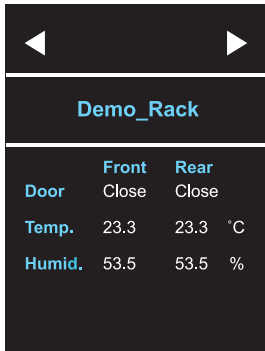 Demo_Rack
Front Rear
Door Close Close
Temp. 23.3 23.3 °C
Humid. 53.5 53.5 %